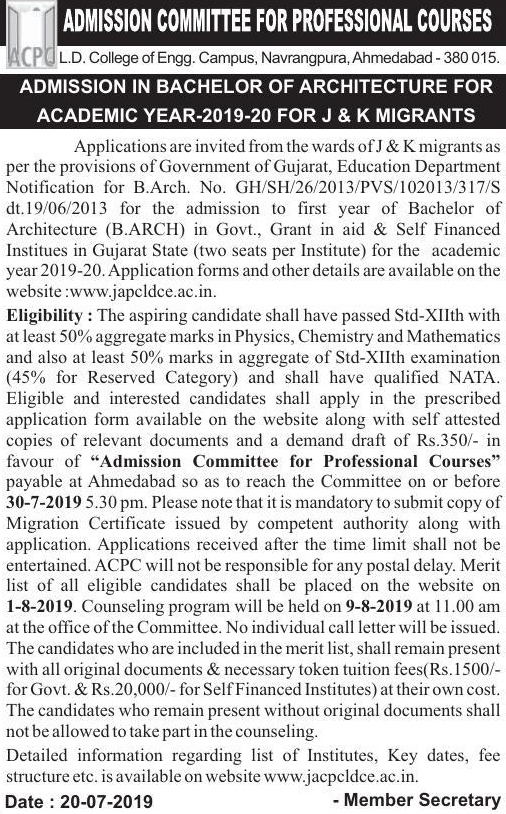 ADMISSION COMMITTEE FOR PROFESSIONAL COURSES
ACPC L.D. College of Engg. Campus, Navrangpura, Ahmedabad - 380 015.
ADMISSION IN BACHELOR OF ARCHITECTURE FOR
ACADEMIC YEAR-2019-20 FOR J & K MIGRANTS
Applications are invited from the wards of J & K migrants as
per the provisions of Government of Gujarat, Education Department
Notification for B.Arch. No. GH/SH/26/2013/PVS/102013/317/S
dt.19/06/2013 for the admission to first year of Bachelor of
Architecture (B.ARCH) in Govt., Grant in aid & Self Financed
Institues in Gujarat State (two seats per Institute) for the academic
year 2019-20. Application forms and other details are available on the
website :www.japcldce.ac.in.
Eligibility : The aspiring candidate shall have passed Std-XIIth with
at least 50% aggregate marks in Physics, Chemistry and Mathematics
and also at least 50% marks in aggregate of Std-XIIth examination
(45% for Reserved Category) and shall have qualified NATA.
Eligible and interested candidates shall apply in the prescribed
application form available on the website along with self attested
copies of relevant documents and a demand draft of Rs.350/- in
favour of “Admission Committee for Professional Courses”
payable at Ahmedabad so as to reach the Committee on or before
30-7-2019 5.30 pm. Please note that it is mandatory to submit copy of
Migration Certificate issued by competent authority along with
application. Applications received after the time limit shall not be
entertained. ACPC will not be responsible for any postal delay. Merit
list of all eligible candidates shall be placed on the website on
1-8-2019. Counseling program will be held on 9-8-2019 at 11.00 am
at the office of the Committee. No individual call letter will be issued.
The candidates who are included in the merit list, shall remain present
with all original documents & necessary token tuition fees(Rs.1500/-
for Govt. & Rs.20,000/- for Self Financed Institutes) at their own cost.
The candidates who remain present without original documents shall
not be allowed to take part in the counseling.
Detailed information regarding list of Institutes, Key dates, fee
structure etc. is available on website www.jacpcldce.ac.in.
Date : 20-07-2019 - Member Secretary